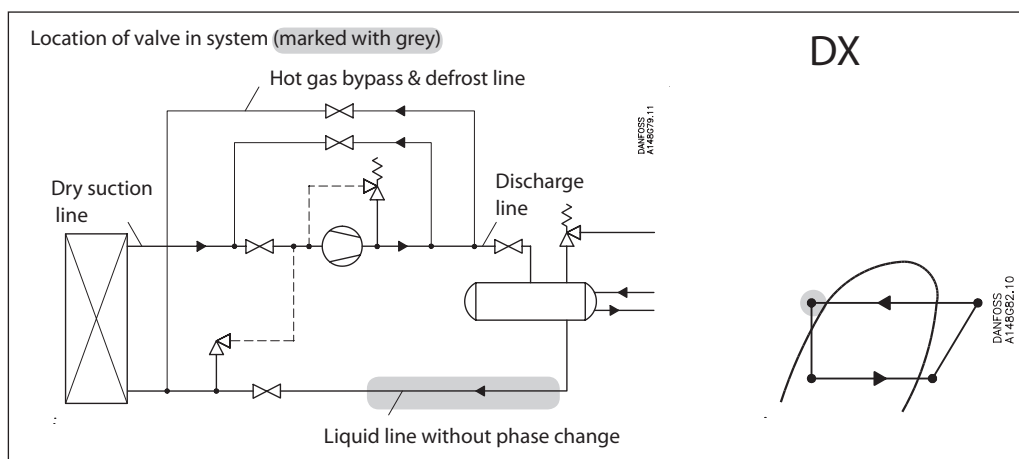 Location of valve in system (marked with grey)
DX
Hot gas bypass & defrost line
DANFOSS
A148G79.11
Dry suction
line
Discharge
line
DANFOSS
A148G82.10
Liquid line without phase change